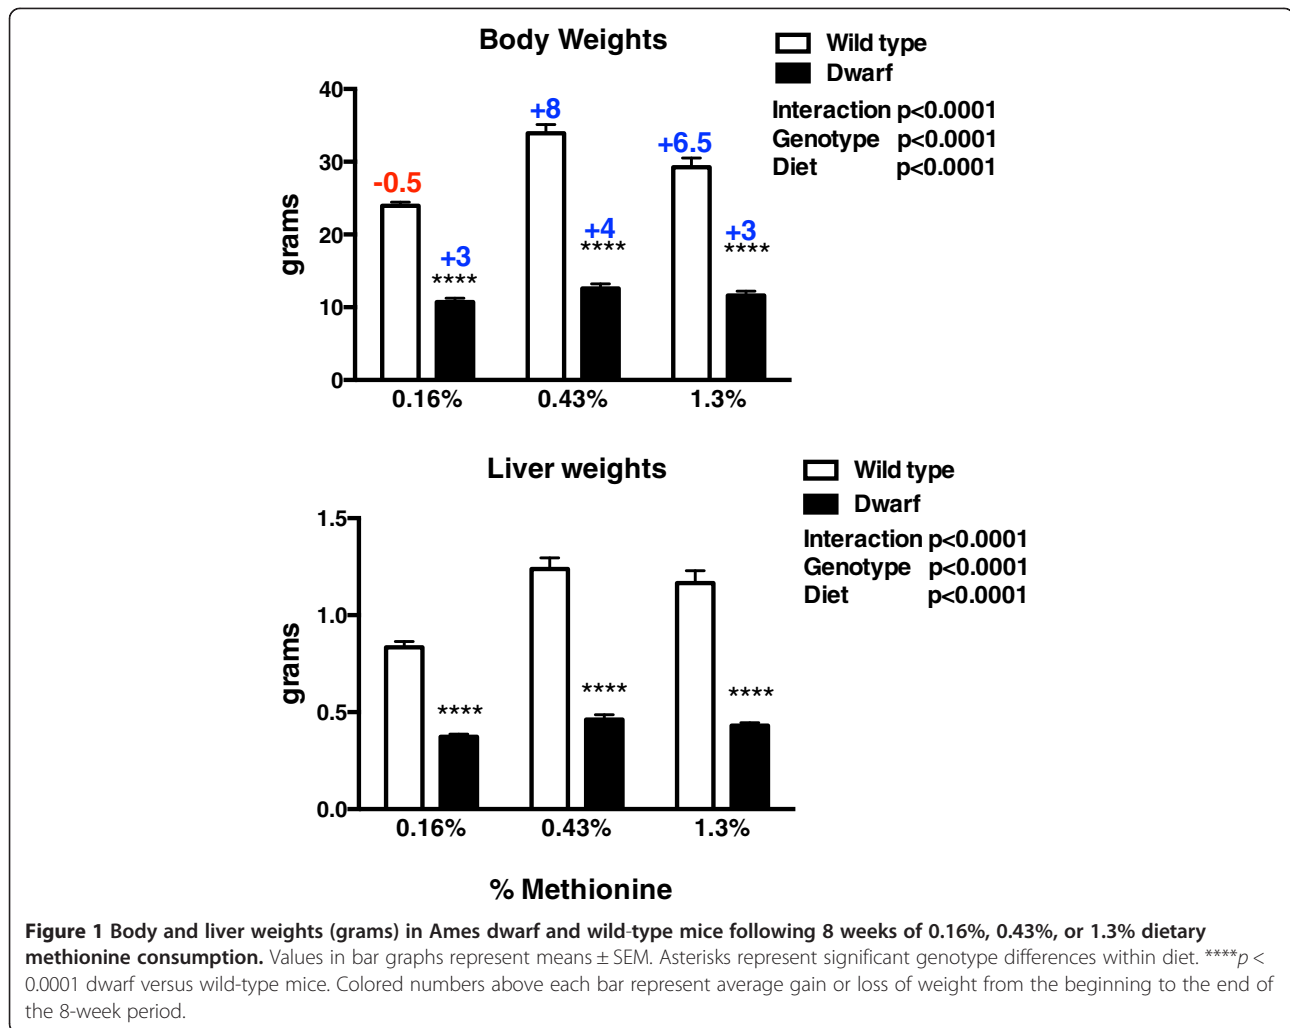 Body Weights
Wild type
Dwarf
Interaction p<0.0001
Genotype p<0.0001
Diet p<0.0001
grams
40
30
20
10
0
-0.5
+3
****
+8
+4
****
+6.5
+3
****
0.16% 0.43% 1.3%
Liver weights
Wild type
Dwarf
Interaction p<0.0001
Genotype p<0.0001
Diet p<0.0001
grams
1.5
1.0
0.5
0.0
****
****
****
0.16% 0.43% 1.3%
% Methionine
Figure 1 Body and liver weights (grams) in Ames dwarf and wild-type mice following 8 weeks of 0.16%, 0.43%, or 1.3% dietary
methionine consumption. Values in bar graphs represent means ± SEM. Asterisks represent significant genotype differences within diet. ****p <
0.0001 dwarf versus wild-type mice. Colored numbers above each bar represent average gain or loss of weight from the beginning to the end of
the 8-week period.